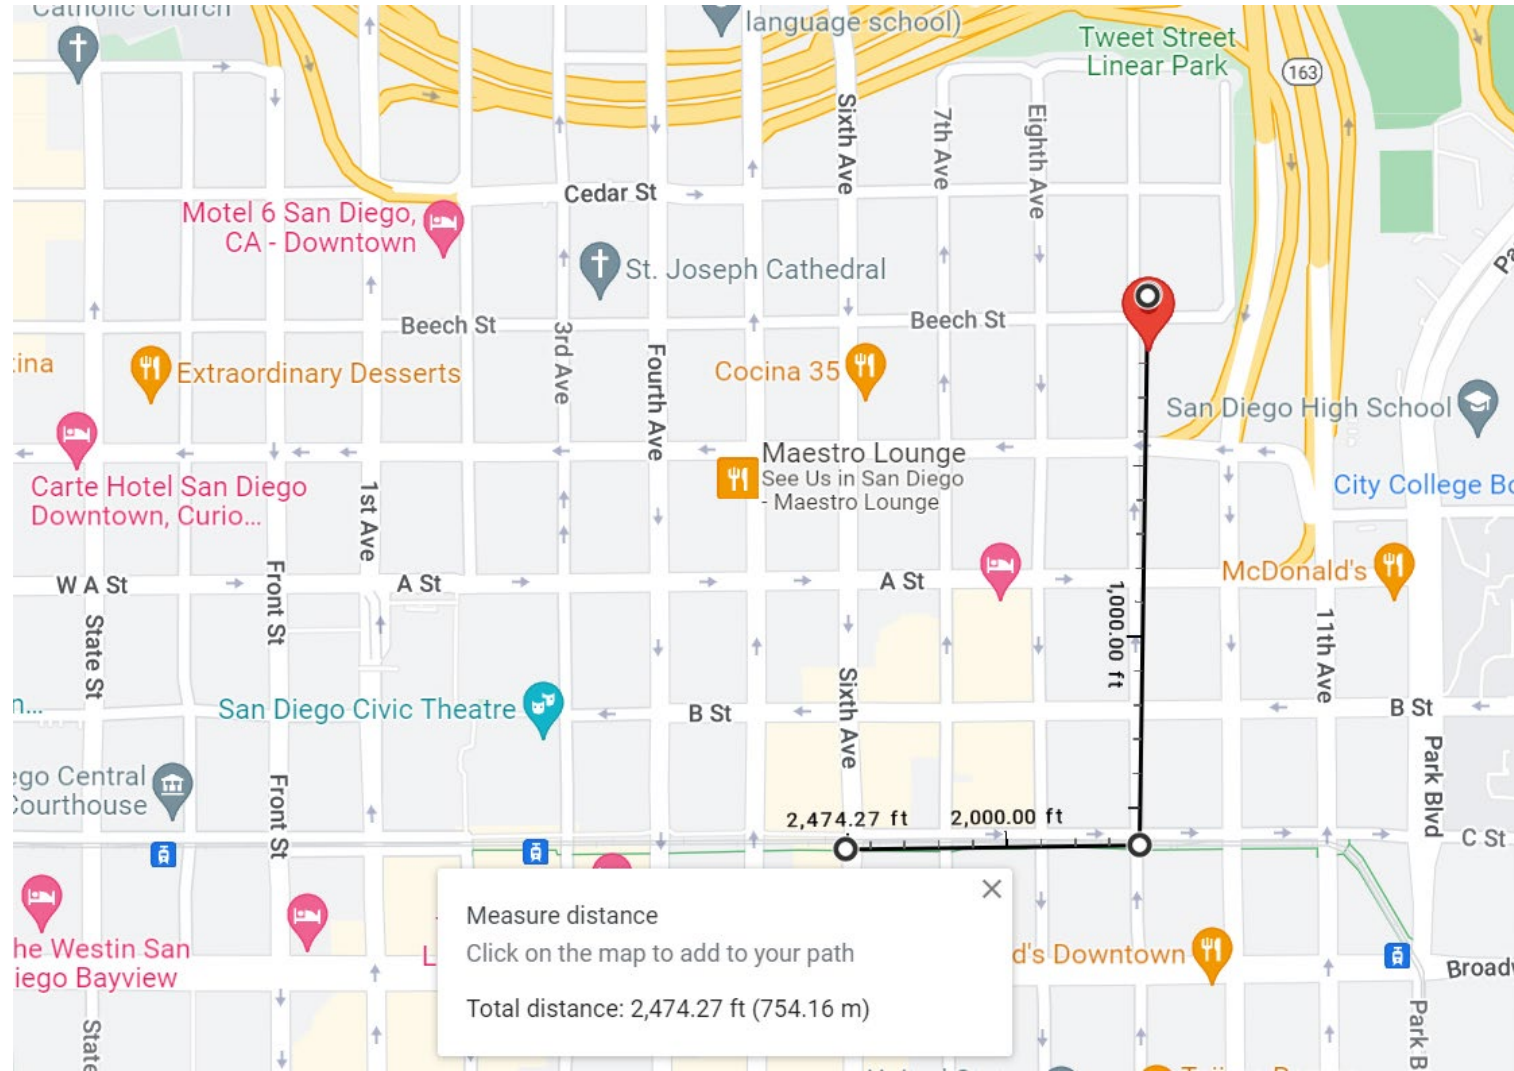 Catholic Church
language school)
Tweet Street
Linear Park
163
Sixth Ave
7th Ave
Eighth Ave
Cedar St
Motel 6 San Diego,
CA - Downtown
St. Joseph Cathedral
Beech St
Beech St
3rd Ave
Fourth Ave
Extraordinary Desserts
Cocina 35
San Diego High School
Maestro Lounge
See Us in San Diego
- Maestro Lounge
Carte Hotel San Diego
Downtown, Curio...
1st Ave
City College
W A St
A St
A St
McDonald's
Front St
State St
1,000.00 ft
11th Ave
San Diego Civic Theatre
B St
Sixth Ave
B St
Park Blvd
ego Central
Courthouse
Front St
2,474.27 ft
2,000.00 ft
C St
Measure distance
Click on the map to add to your path
Total distance: 2,474.27 ft (754.16 m)
he Westin San
iego Bayview
d's Downtown
Broadw
State
Park B